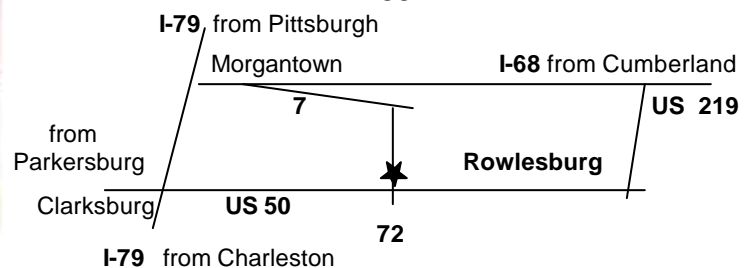 I-79 from Pittsburgh
Morgantown I-68 from Cumberland
7 US 219
from
Parkersburg Rowlesburg
Clarksburg US 50
72
I-79 from Charleston